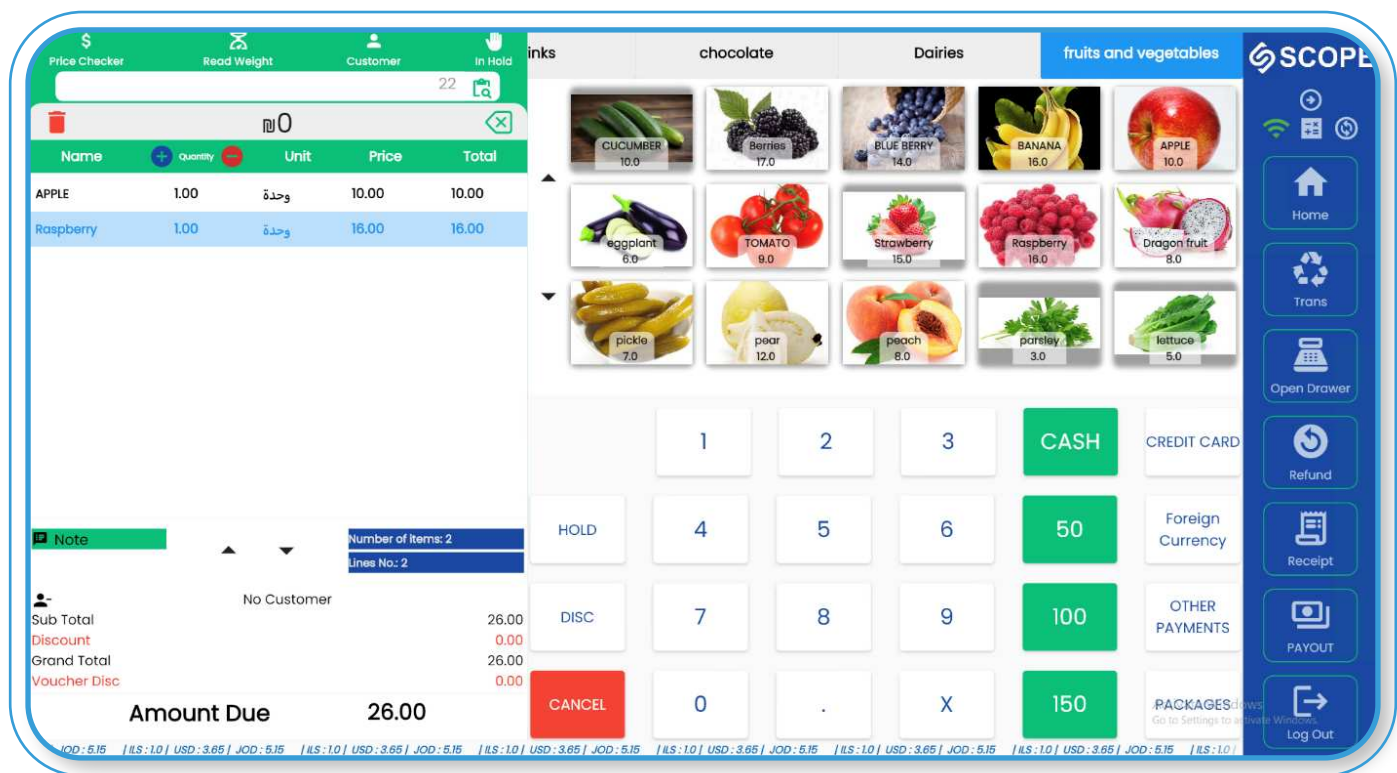 Price Checker
Read Weight
Customer
In Hold
22
₪0
Name
Quantity
Unit
Price
Total
APPLE 1.00 وحدة 10.00 10.00
Raspberry 1.00 وحدة 16.00 16.00
Note
Number of items: 2
Lines No.: 2
No Customer
Sub Total 26.00
Discount 0.00
Grand Total 26.00
Voucher Disc 0.00
Amount Due 26.00
inks
chocolate
Dairies
fruits and vegetables
CUCUMBER
10.0
Berries
17.0
BLUE BERRY
14.0
BANANA
16.0
APPLE
10.0
eggplant
6.0
TOMATO
9.0
Strawberry
15.0
Raspberry
16.0
Dragon fruit
8.0
pickle
7.0
pear
12.0
peach
8.0
parsley
3.0
lettuce
5.0
1 2 3 CASH CREDIT CARD
HOLD 4 5 6 50 Foreign
Currency
DISC 7 8 9 100 OTHER
PAYMENTS
CANCEL 0 . X 150 PACKAGES
SCOPE
Home
Trans
Open Drawer
Refund
Receipt
PAYOUT
Log Out
Go to Settings to activate Windows.
JOD : 5.15 | ILS : 1.0 | USD : 3.65 | JOD : 5.15 | ILS : 1.0 | USD : 3.65 | JOD : 5.15 | ILS : 1.0 | USD : 3.65 | JOD : 5.15 | ILS : 1.0 | USD : 3.65 | JOD : 5.15 | ILS : 1.0 | USD : 3.65 | JOD : 5.15 | ILS : 1.0 |